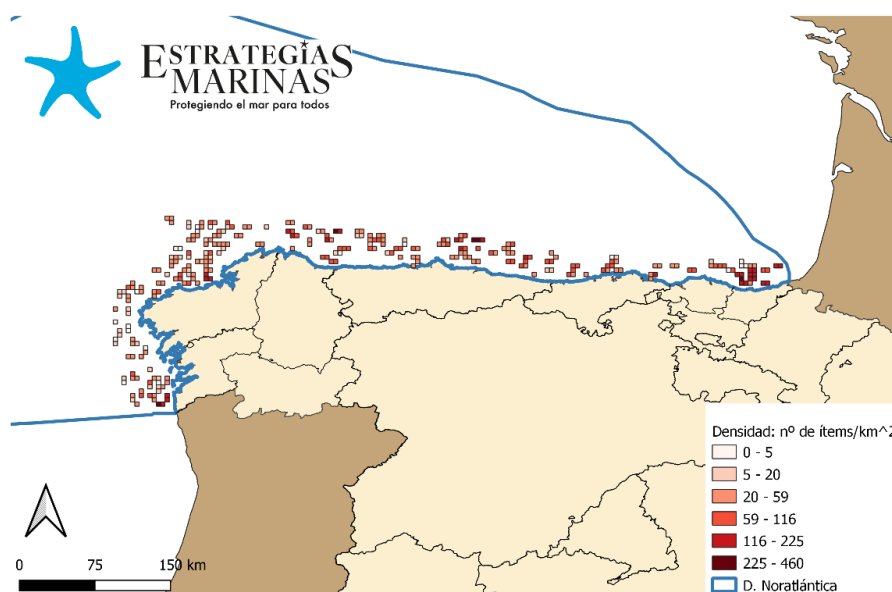 ESTRATEGIAS
MARINAS
Protegiendo el mar para todos
Densidad: nº de ítems/km^2
0 - 5
5 - 20
20 - 59
59 - 116
116 - 225
225 - 460
D. Noratlántica
0 75 150 km